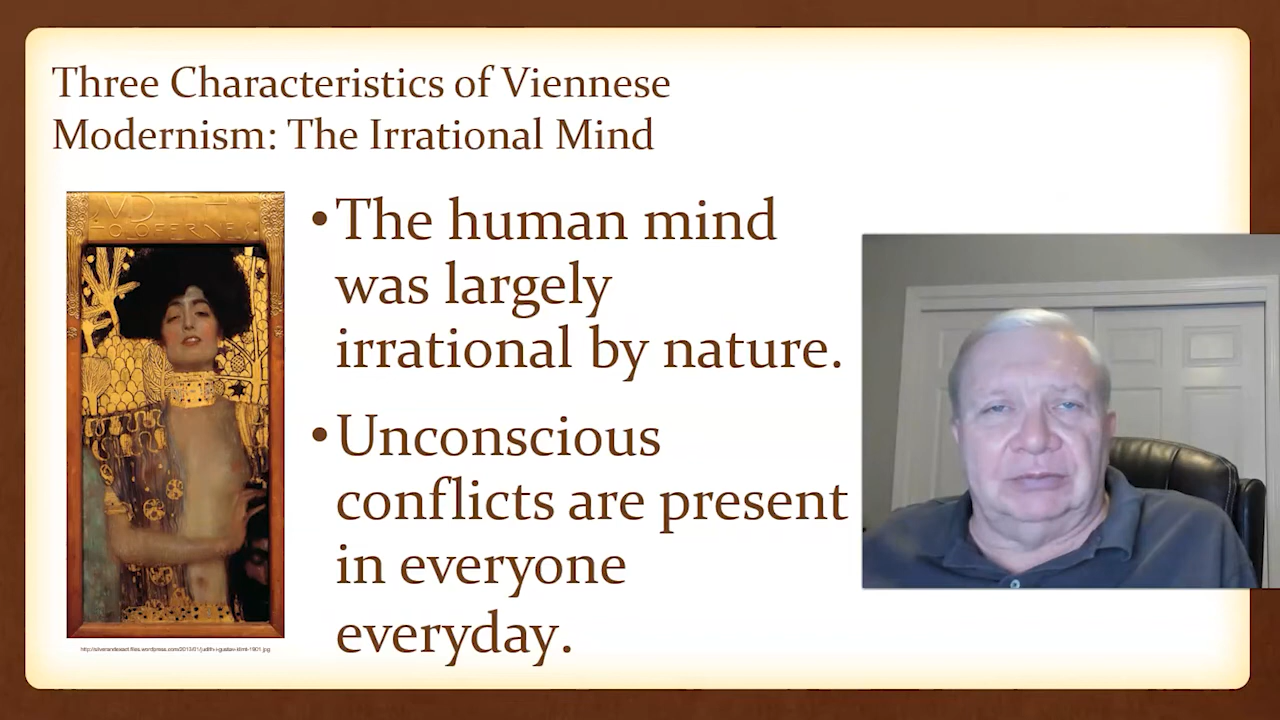 Three Characteristics of Viennese
Modernism: The Irrational Mind
•The human mind
was largely
irrational by nature.
•Unconscious
conflicts are present
in everyone
everyday.